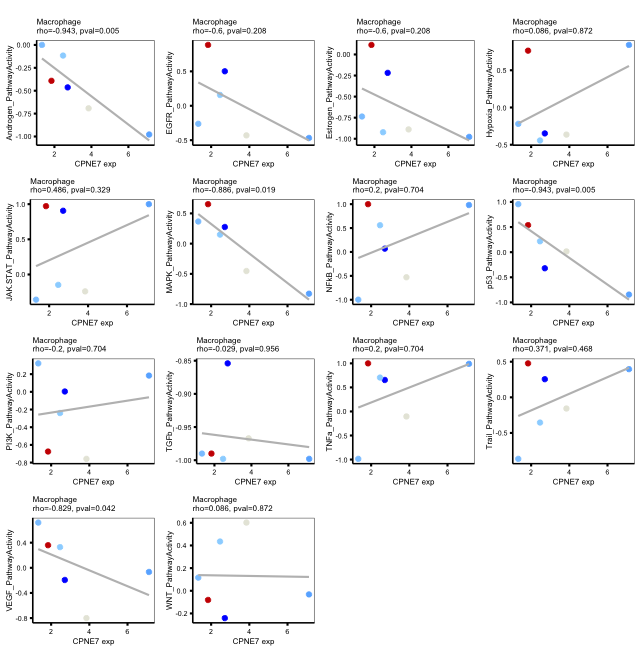 Macrophage
rho=-0.943, pval=0.005
Androgen_PathwayActivity
0.00
-0.25
-0.50
-0.75
-1.00
2 4 6
CPNE7 exp
Macrophage
rho=-0.6, pval=0.208
EGFR_PathwayActivity
0.5
0.0
-0.5
2 4 6
CPNE7 exp
Macrophage
rho=-0.6, pval=0.208
Estrogen_PathwayActivity
0.00
-0.25
-0.50
-0.75
-1.00
2 4 6
CPNE7 exp
Macrophage
rho=0.086, pval=0.872
Hypoxia_PathwayActivity
0.5
0.0
-0.5
2 4 6
CPNE7 exp
Macrophage
rho=0.486, pval=0.329
JAK-STAT_PathwayActivity
1.0
0.5
0.0
2 4 6
CPNE7 exp
Macrophage
rho=-0.886, pval=0.019
MAPK_PathwayActivity
0.5
0.0
-0.5
-1.0
2 4 6
CPNE7 exp
Macrophage
rho=0.2, pval=0.704
NFkB_PathwayActivity
1.0
0.5
0.0
-0.5
-1.0
2 4 6
CPNE7 exp
Macrophage
rho=-0.943, pval=0.005
p53_PathwayActivity
1.0
0.5
0.0
-0.5
-1.0
2 4 6
CPNE7 exp
Macrophage
rho=-0.2, pval=0.704
PI3K_PathwayActivity
0.2
0.0
-0.2
-0.4
-0.6
-0.8
2 4 6
CPNE7 exp
Macrophage
rho=-0.029, pval=0.956
TGFb_PathwayActivity
-0.85
-0.90
-0.95
-1.00
2 4 6
CPNE7 exp
Macrophage
rho=0.2, pval=0.704
TNFa_PathwayActivity
1.0
0.5
0.0
-0.5
-1.0
2 4 6
CPNE7 exp
Macrophage
rho=0.371, pval=0.468
Trail_PathwayActivity
0.5
0.0
-0.5
2 4 6
CPNE7 exp
Macrophage
rho=-0.829, pval=0.042
VEGF_PathwayActivity
0.4
0.0
-0.4
-0.8
2 4 6
CPNE7 exp
Macrophage
rho=0.086, pval=0.872
WNT_PathwayActivity
0.6
0.4
0.2
0.0
-0.2
2 4 6
CPNE7 exp